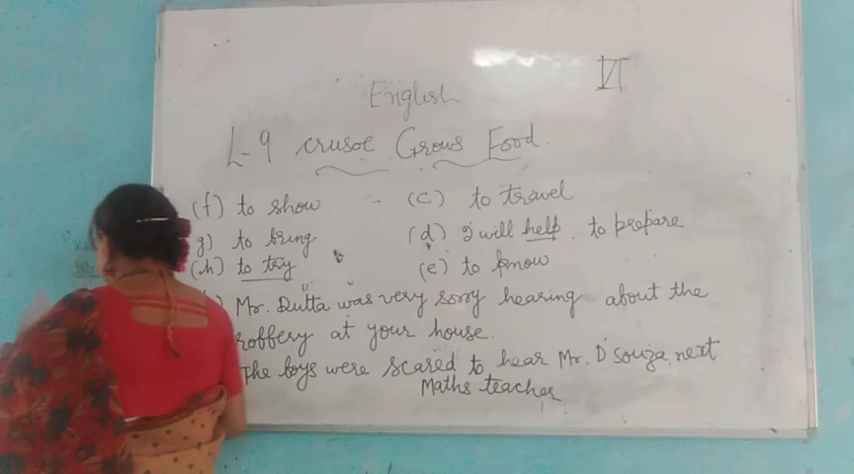 VI
English
L-9 crusoe Grows Food.
(f) to show - (c) to travel
g) to bring (d) I will help. to prepare
(h) to try (e) to know
) Mr. Dutta was very sorry hearing about the
robbery at your house.
The boys were scared to hear Mr. D'souza, next
Maths teacher.